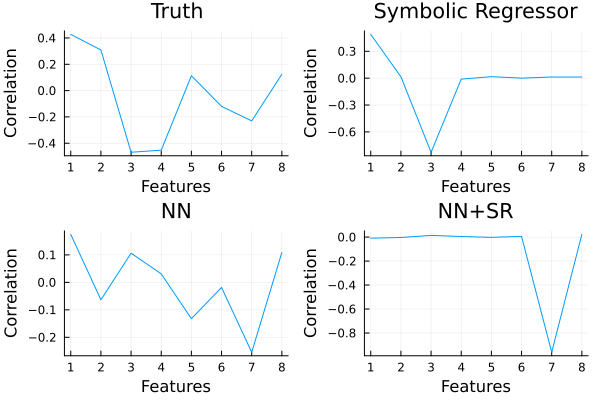 Truth
Correlation
0.4
0.2
0.0
−0.2
−0.4
1 2 3 4 5 6 7 8
Features
Symbolic Regressor
Correlation
0.3
0.0
−0.3
−0.6
1 2 3 4 5 6 7 8
Features
NN
Correlation
0.1
0.0
−0.1
−0.2
1 2 3 4 5 6 7 8
Features
NN+SR
Correlation
0.0
−0.2
−0.4
−0.6
−0.8
1 2 3 4 5 6 7 8
Features